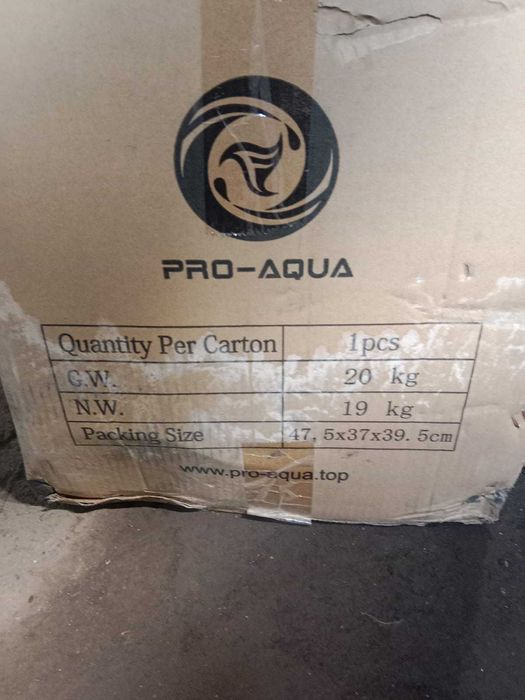 PRO-AQUA
Quantity Per Carton 1pcs
G.W. 20 kg
N.W. 19 kg
Packing Size 47.5x37x39.5cm
www.pro-aqua.top